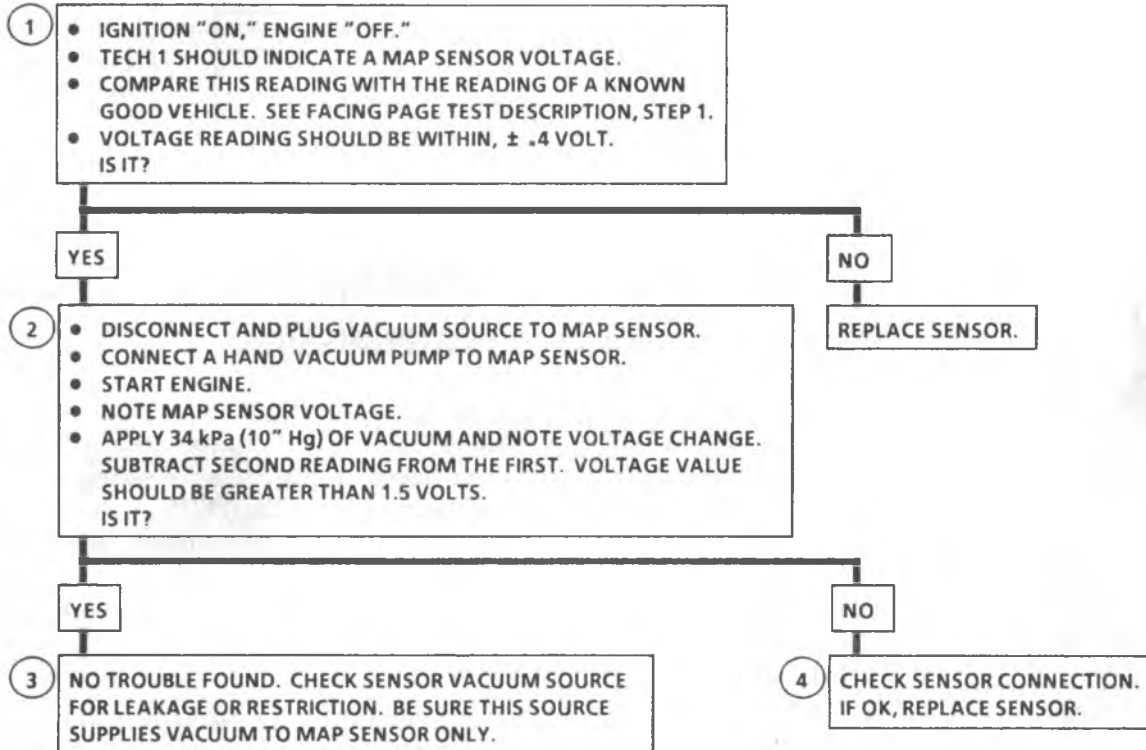 1
• IGNITION "ON," ENGINE "OFF."
• TECH 1 SHOULD INDICATE A MAP SENSOR VOLTAGE.
• COMPARE THIS READING WITH THE READING OF A KNOWN
GOOD VEHICLE. SEE FACING PAGE TEST DESCRIPTION, STEP 1.
• VOLTAGE READING SHOULD BE WITHIN, ± .4 VOLT.
IS IT?
YES
NO
2
• DISCONNECT AND PLUG VACUUM SOURCE TO MAP SENSOR.
• CONNECT A HAND VACUUM PUMP TO MAP SENSOR.
• START ENGINE.
• NOTE MAP SENSOR VOLTAGE.
• APPLY 34 kPa (10" Hg) OF VACUUM AND NOTE VOLTAGE CHANGE.
SUBTRACT SECOND READING FROM THE FIRST. VOLTAGE VALUE
SHOULD BE GREATER THAN 1.5 VOLTS.
IS IT?
REPLACE SENSOR.
YES
NO
3
NO TROUBLE FOUND. CHECK SENSOR VACUUM SOURCE
FOR LEAKAGE OR RESTRICTION. BE SURE THIS SOURCE
SUPPLIES VACUUM TO MAP SENSOR ONLY.
4
CHECK SENSOR CONNECTION.
IF OK, REPLACE SENSOR.